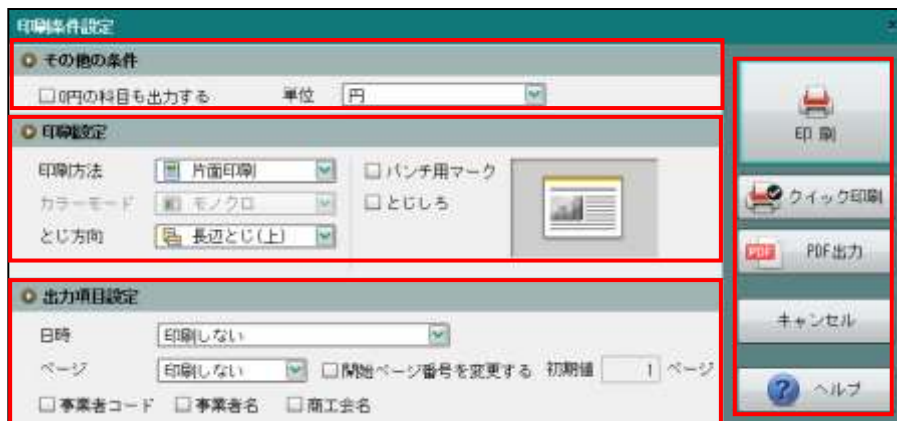 印刷条件設定
その他の条件
0円の科目も出力する 単位 円
印刷設定
印刷方法 片面印刷 パンチ用マーク
カラーモード モノクロ とじしろ
とじ方向 長辺とじ(上)
出力項目設定
日時 印刷しない
ページ 印刷しない 開始ページ番号を変更する 初期値 1 ページ
事業者コード 事業者名 商工会名
印 刷
クイック印刷
PDF PDF出力
キャンセル
? ヘルプ